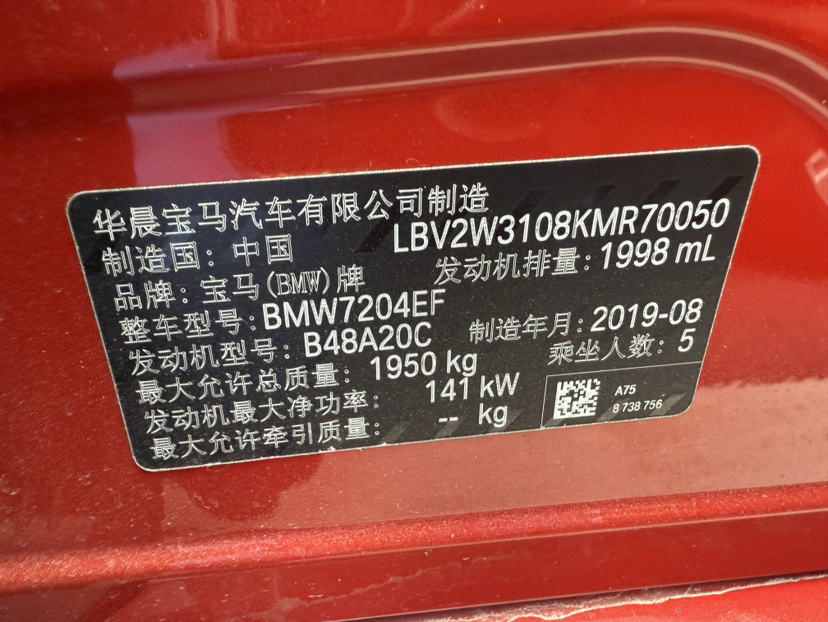 华晨宝马汽车有限公司制造
制造国：中国 LBV2W3108KMR70050
品牌：宝马(BMW)牌 发动机排量：1998 mL
整车型号：BMW7204EF
发动机型号：B48A20C 制造年月：2019-08
最大允许总质量：1950 kg 乘坐人数：5
发动机最大净功率：141 kW
最大允许牵引质量：-- kg
A75
8 738 756